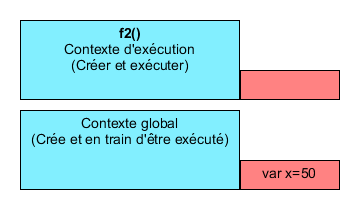 f2()
Contexte d'exécution
(Créer et exécuter)
Contexte global
(Crée et en train d'être exécuté)
var x=50